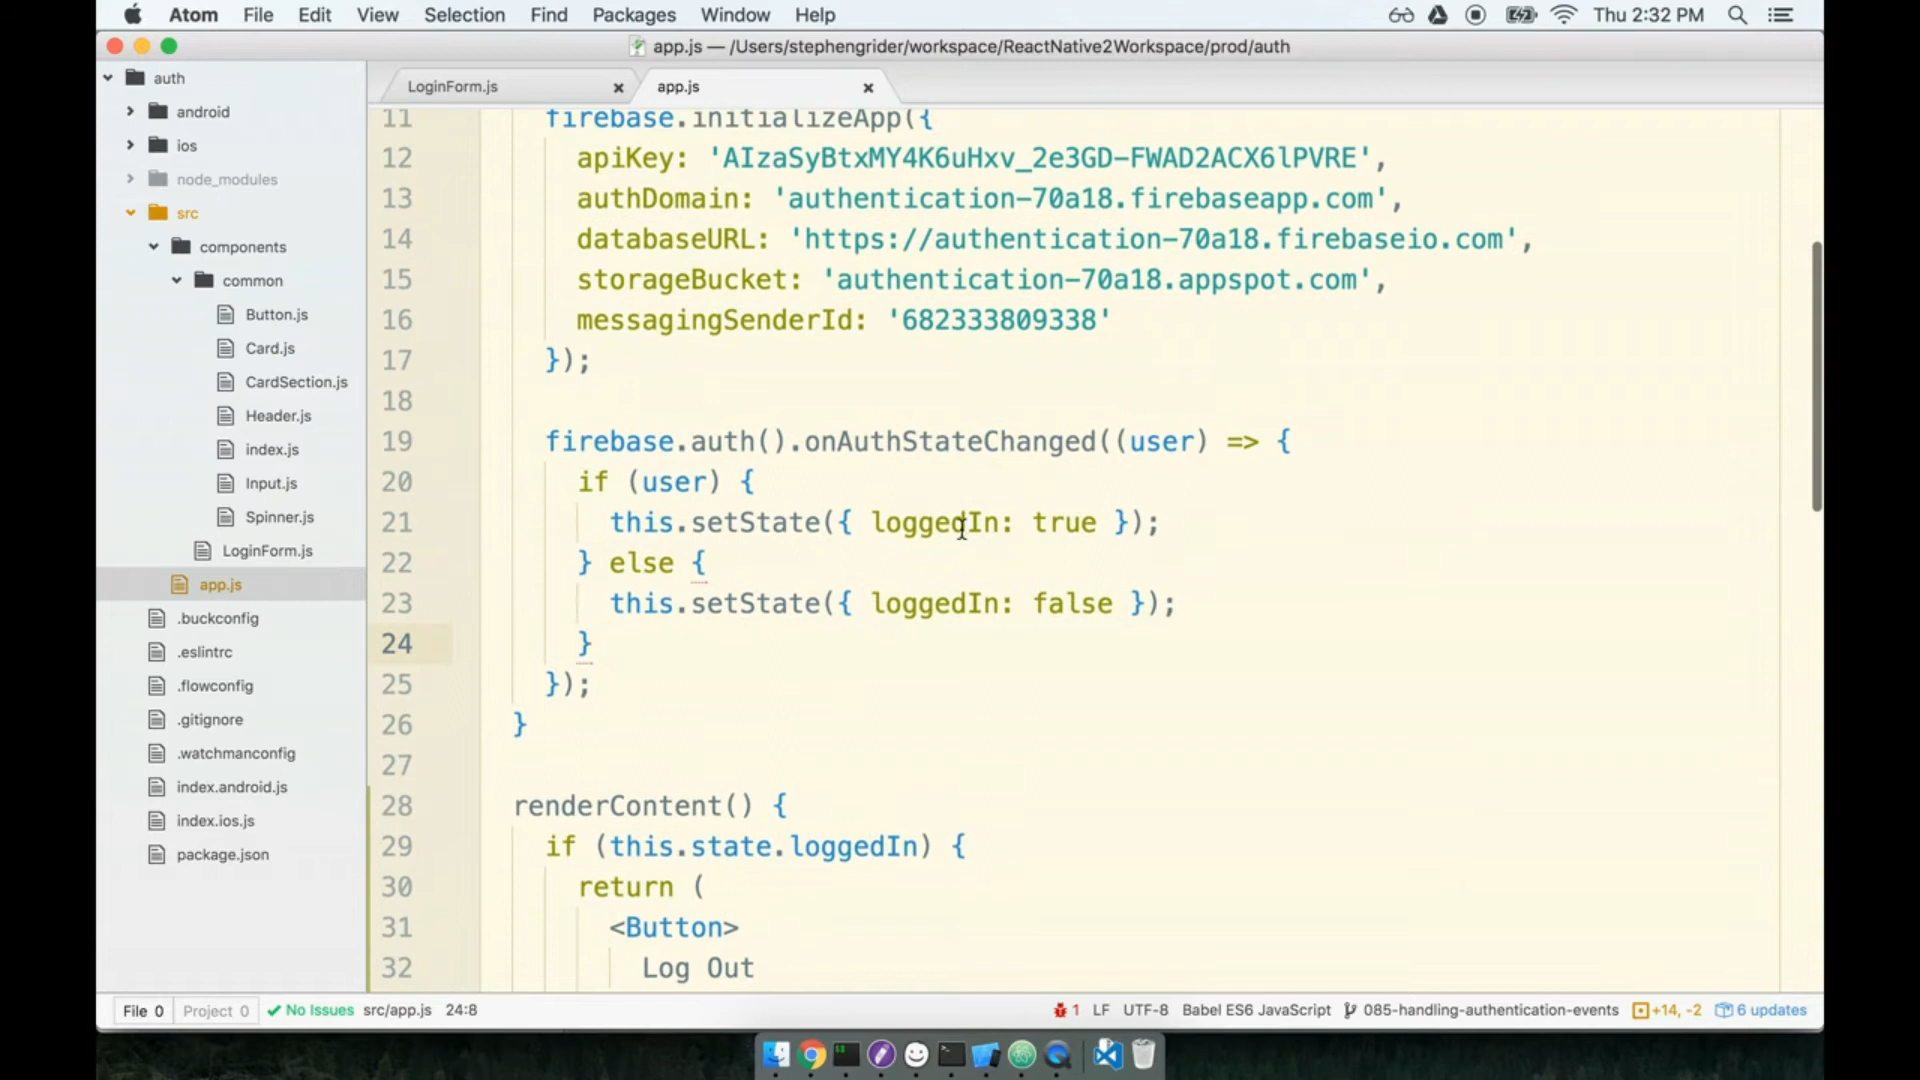 Atom File Edit View Selection Find Packages Window Help Thu 2:32 PM
app.js — /Users/stephengrider/workspace/ReactNative2Workspace/prod/auth
auth
android
ios
node_modules
src
components
common
Button.js
Card.js
CardSection.js
Header.js
index.js
Input.js
Spinner.js
LoginForm.js
app.js
.buckconfig
.eslintrc
.flowconfig
.gitignore
.watchmanconfig
index.android.js
index.ios.js
package.json
LoginForm.js app.js
11 firebase.initializeApp({
12 apiKey: 'AIzaSyBtxMY4K6uHxv_2e3GD-FWAD2ACX6lPVRE',
13 authDomain: 'authentication-70a18.firebaseapp.com',
14 databaseURL: 'https://authentication-70a18.firebaseio.com',
15 storageBucket: 'authentication-70a18.appspot.com',
16 messagingSenderId: '682333809338'
17 });
18
19 firebase.auth().onAuthStateChanged((user) => {
20 if (user) {
21 this.setState({ loggedIn: true });
22 } else {
23 this.setState({ loggedIn: false });
24 }
25 });
26 }
27
28 renderContent() {
29 if (this.state.loggedIn) {
30 return (
31 <Button>
32 Log Out
File 0 Project 0 No Issues src/app.js 24:8 1 LF UTF-8 Babel ES6 JavaScript 085-handling-authentication-events +14, -2 6 updates